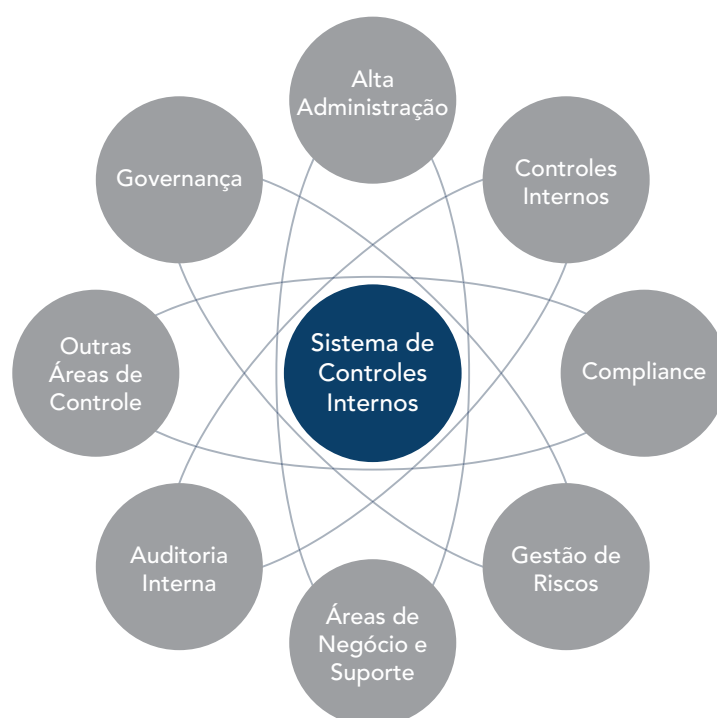 Alta
Administração
Controles
Internos
Compliance
Gestão de
Riscos
Áreas de
Negócio e
Suporte
Auditoria
Interna
Outras
Áreas de
Controle
Governança
Sistema de
Controles
Internos